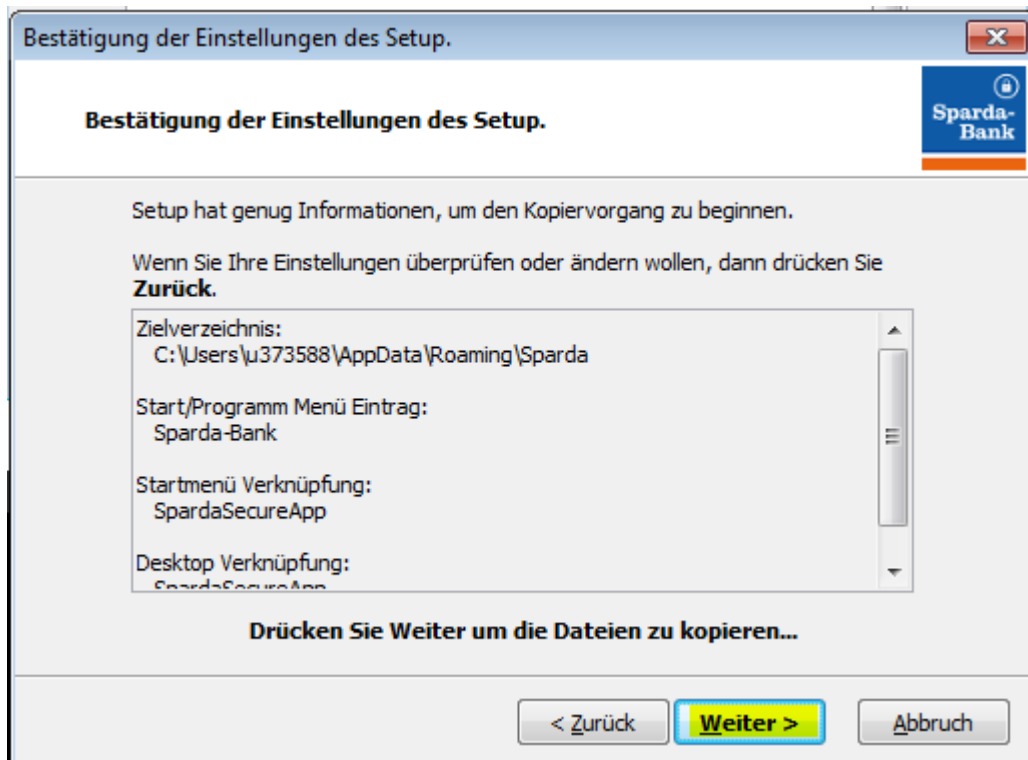 Bestätigung der Einstellungen des Setup.
Bestätigung der Einstellungen des Setup.
Sparda-
Bank
Setup hat genug Informationen, um den Kopiervorgang zu beginnen.
Wenn Sie Ihre Einstellungen überprüfen oder ändern wollen, dann drücken Sie
Zurück.
Zielverzeichnis:
C:\Users\u373588\AppData\Roaming\Sparda
Start/Programm Menü Eintrag:
Sparda-Bank
Startmenü Verknüpfung:
SpardaSecureApp
Desktop Verknüpfung:
SpardaSecureApp
Drücken Sie Weiter um die Dateien zu kopieren...
< Zurück
Weiter >
Abbruch